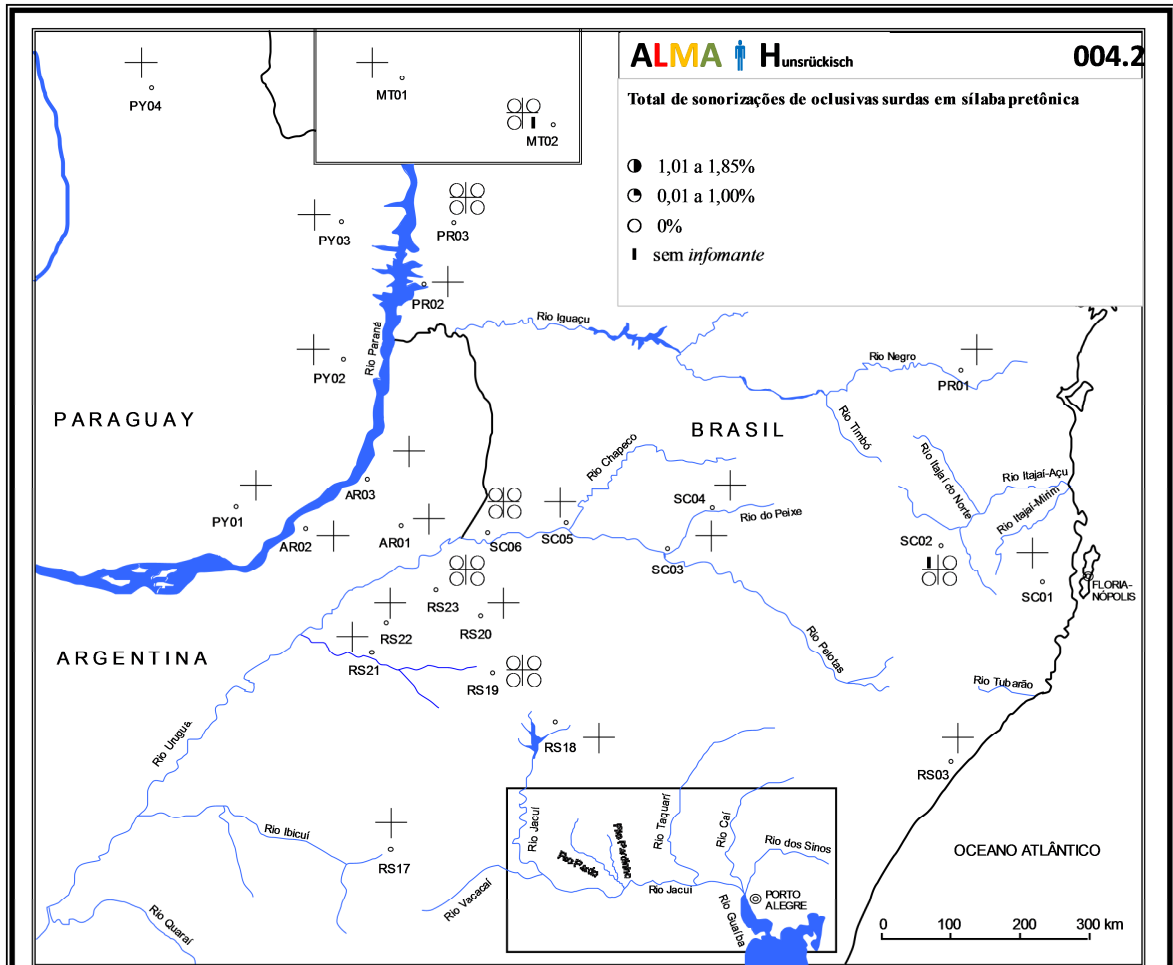 ALMA Hunsrückisch 004.2
Total de sonorizações de oclusivas surdas em sílaba pretônica
1,01 a 1,85%
0,01 a 1,00%
0%
sem infomante
PY04
MT01
MT02
PY03
PR03
PR02
Rio Iguaçu
Rio Paraná
PY02
Rio Negro
PR01
PARAGUAY
BRASIL
Rio Timbó
Rio Chapeco
Rio Itajaí do Norte
Rio Itajaí-Açu
Rio Itajaí-Mirim
AR03
SC04
Rio do Peixe
PY01
AR02
AR01
SC06
SC05
SC03
SC02
SC01
FLORIA-
NÓPOLIS
RS23
RS22
RS20
RS21
RS19
ARGENTINA
Rio Pelotas
Rio Tubarão
Rio Urugua
RS18
RS03
Rio Jacuí
Rio Taquarí
Rio Caí
Rio dos Sinos
Rio Ibicuí
RS17
Rio Pardo
Rio Pardinho
OCEANO ATLÂNTICO
Rio Vacacaí
Rio Jacuí
PORTO
ALEGRE
Rio Guaíba
Rio Quaraí
0 100 200 300 km